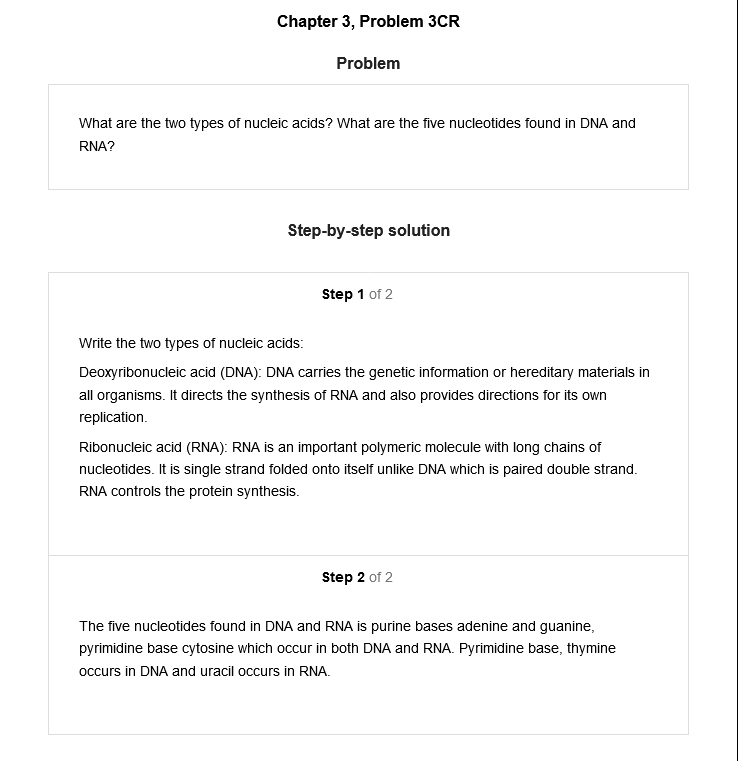 Chapter 3, Problem 3CR
Problem
What are the two types of nucleic acids? What are the five nucleotides found in DNA and
RNA?
Step-by-step solution
Step 1 of 2
Write the two types of nucleic acids:
Deoxyribonucleic acid (DNA): DNA carries the genetic information or hereditary materials in
all organisms. It directs the synthesis of RNA and also provides directions for its own
replication.
Ribonucleic acid (RNA): RNA is an important polymeric molecule with long chains of
nucleotides. It is single strand folded onto itself unlike DNA which is paired double strand.
RNA controls the protein synthesis.
Step 2 of 2
The five nucleotides found in DNA and RNA is purine bases adenine and guanine,
pyrimidine base cytosine which occur in both DNA and RNA. Pyrimidine base, thymine
occurs in DNA and uracil occurs in RNA.